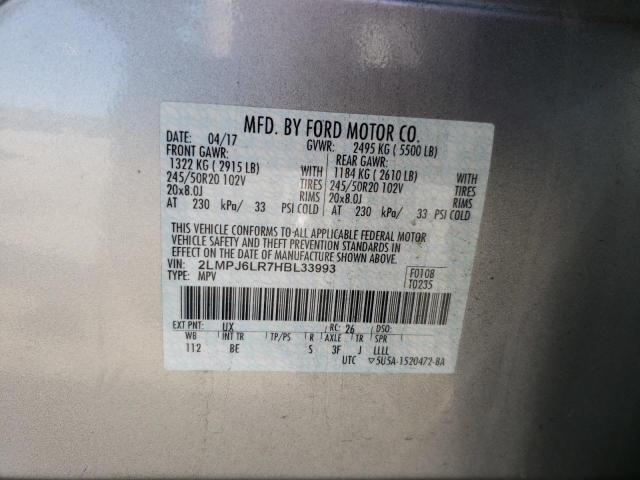 MFD. BY FORD MOTOR CO.
DATE: 04/17 GVWR: 2495 KG ( 5500 LB)
FRONT GAWR: REAR GAWR:
1322 KG ( 2915 LB) WITH 1184 KG ( 2610 LB) WITH
245/50R20 102V TIRES 245/50R20 102V TIRES
20x8.0J RIMS 20x8.0J RIMS
AT 230 kPa/ 33 PSI COLD AT 230 kPa/ 33 PSI COLD
THIS VEHICLE CONFORMS TO ALL APPLICABLE FEDERAL MOTOR
VEHICLE SAFETY AND THEFT PREVENTION STANDARDS IN
EFFECT ON THE DATE OF MANUFACTURE SHOWN ABOVE.
VIN: 2LMPJ6LR7HBL33993 F0108
TYPE: MPV T0235
EXT PNT: UX RC: 26 DSO:
WB INT TR TP/PS R AXLE TR SPR
112 BE S 3F J LLLL
UTC ▽5U5A-1520472-BA